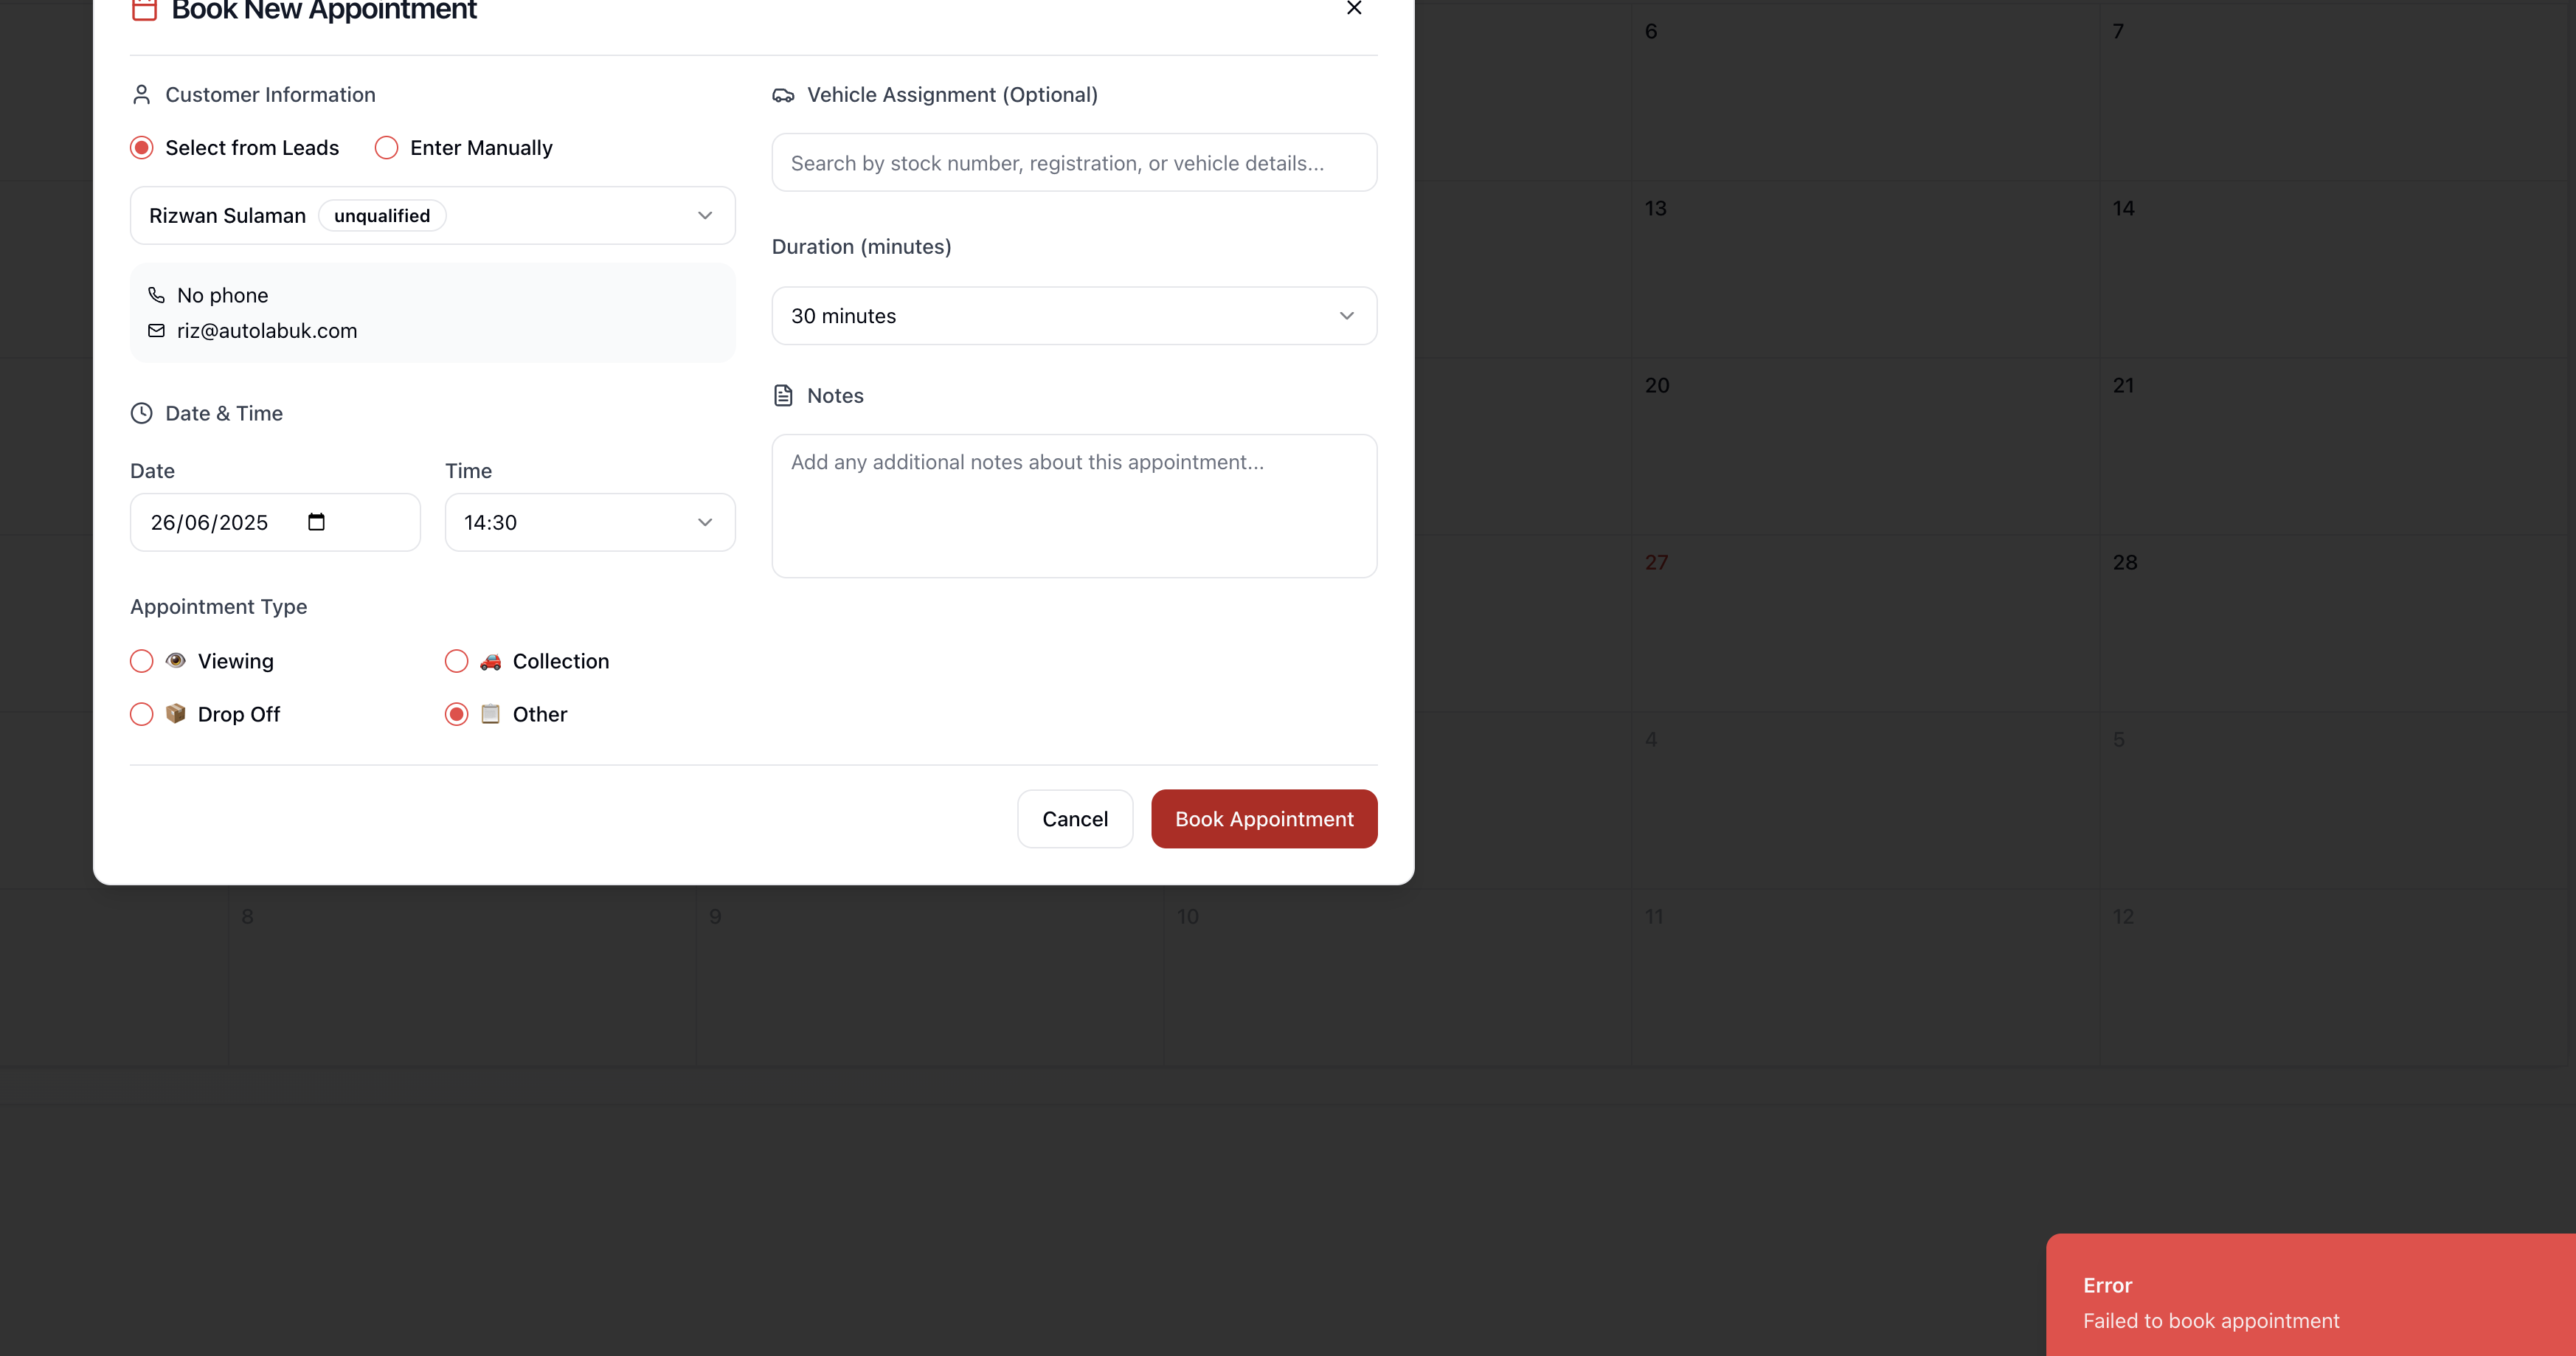 Book New Appointment
Customer Information
Select from Leads
Enter Manually
Rizwan Sulaman
unqualified
No phone
riz@autolabuk.com
Date & Time
Date
Time
26/06/2025
14:30
Appointment Type
👁 Viewing
🚗 Collection
📦 Drop Off
📋 Other
Vehicle Assignment (Optional)
Search by stock number, registration, or vehicle details...
Duration (minutes)
30 minutes
Notes
Add any additional notes about this appointment...
Cancel
Book Appointment
6
7
13
14
20
21
27
28
4
5
8
9
10
11
12
Error
Failed to book appointment